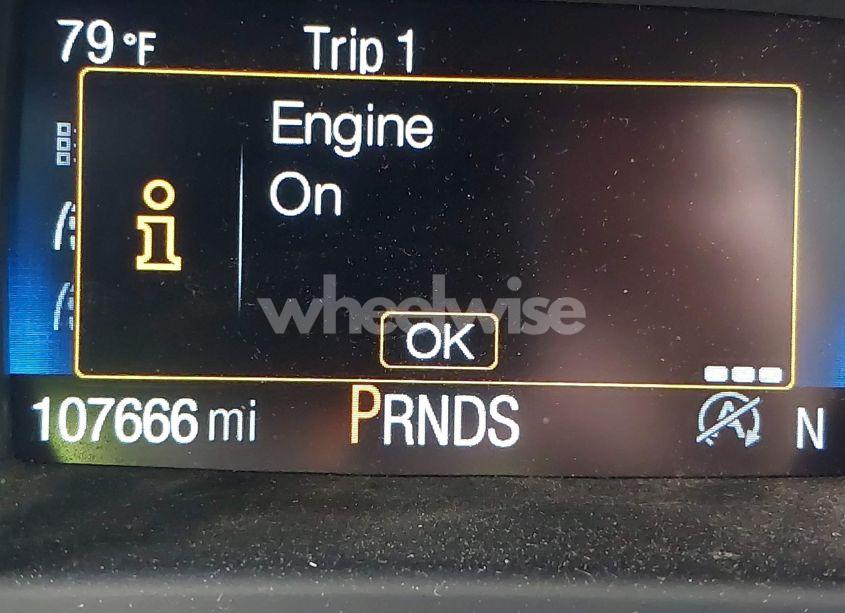 79 °F Trip 1
Engine
On
wheelwise
OK
107666 mi PRNDS A N